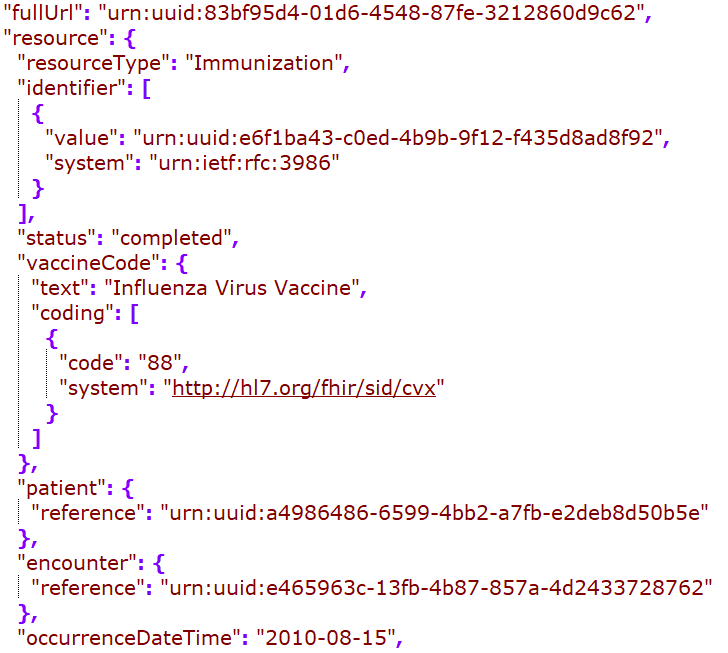 "fullUrl": "urn:uuid:83bf95d4-01d6-4548-87fe-3212860d9c62",
"resource": {
"resourceType": "Immunization",
"identifier": [
{
"value": "urn:uuid:e6f1ba43-c0ed-4b9b-9f12-f435d8ad8f92",
"system": "urn:ietf:rfc:3986"
}
],
"status": "completed",
"vaccineCode": {
"text": "Influenza Virus Vaccine",
"coding": [
{
"code": "88",
"system": "http://hl7.org/fhir/sid/cvx"
}
]
},
"patient": {
"reference": "urn:uuid:a4986486-6599-4bb2-a7fb-e2deb8d50b5e"
},
"encounter": {
"reference": "urn:uuid:e465963c-13fb-4b87-857a-4d2433728762"
},
"occurrenceDateTime": "2010-08-15",